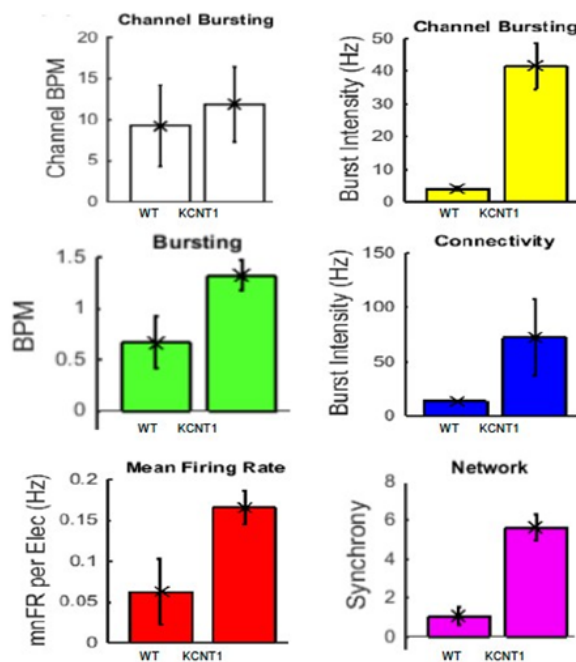 Channel Bursting
Channel BPM
20
15
10
5
0
WT KCNT1
Channel Bursting
Burst Intensity (Hz)
50
40
30
20
10
0
WT KCNT1
Bursting
BPM
1.5
1
0.5
0
WT KCNT1
Connectivity
Burst Intensity (Hz)
150
100
50
0
WT KCNT1
Mean Firing Rate
mnFR per Elec (Hz)
0.2
0.15
0.1
0.05
0
WT KCNT1
Network
Synchrony
8
6
4
2
0
WT KCNT1